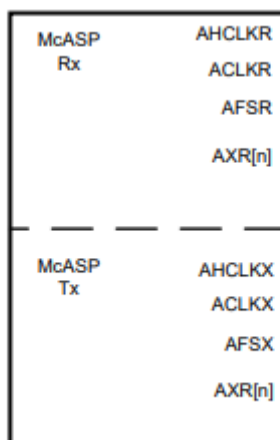 McASP
Rx
AHCLKR
ACLKR
AFSR
AXR[n]
McASP
Tx
AHCLKX
ACLKX
AFSX
AXR[n]